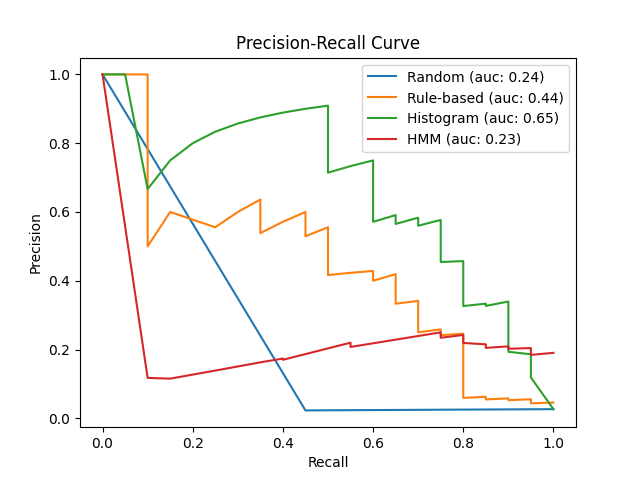 Precision-Recall Curve
Random (auc: 0.24)
Rule-based (auc: 0.44)
Histogram (auc: 0.65)
HMM (auc: 0.23)
Precision
1.0
0.8
0.6
0.4
0.2
0.0
0.0 0.2 0.4 0.6 0.8 1.0
Recall